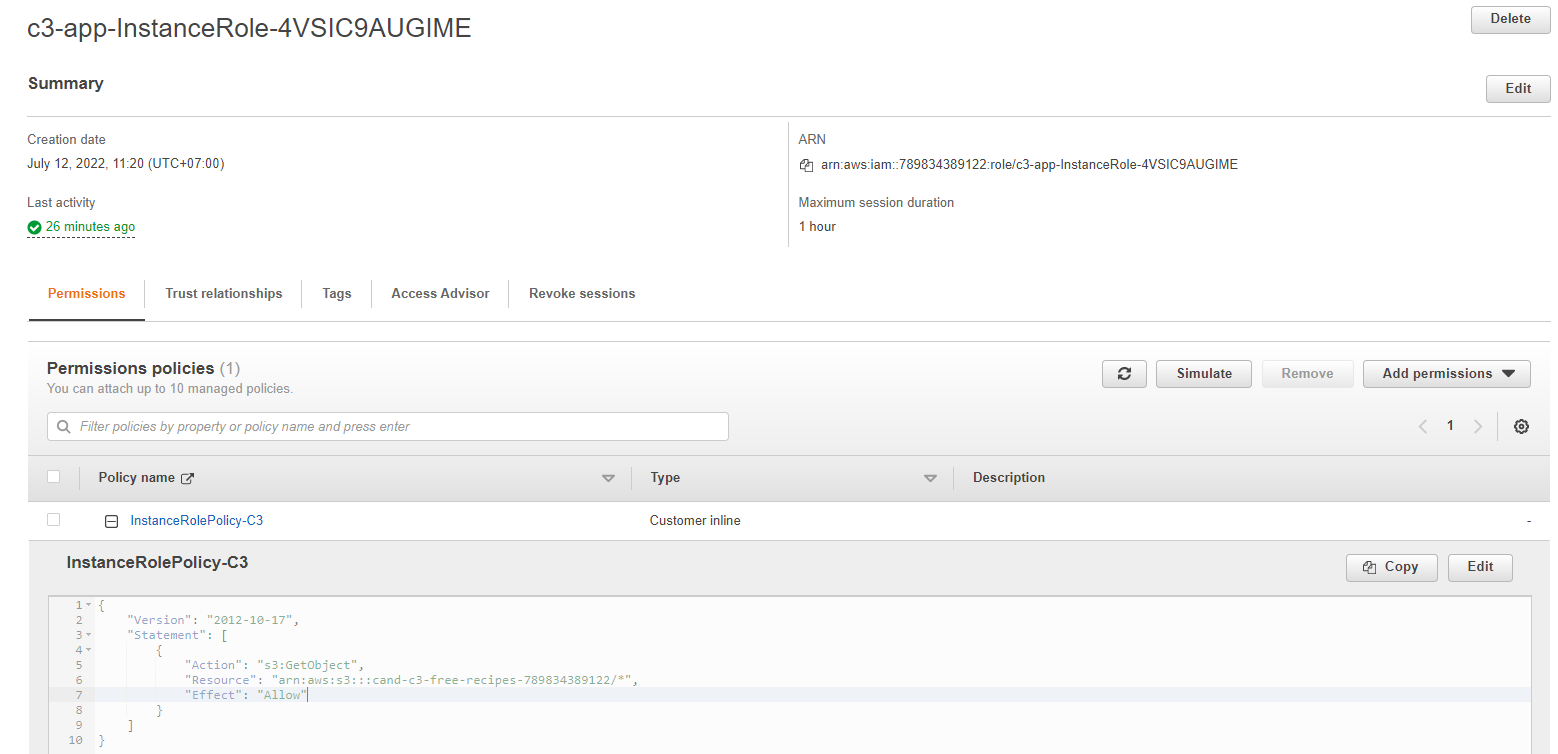 c3-app-InstanceRole-4VSIC9AUGIME
Delete
Summary
Edit
Creation date
ARN
July 12, 2022, 11:20 (UTC+07:00)
arn:aws:iam::789834389122:role/c3-app-InstanceRole-4VSIC9AUGIME
Last activity
Maximum session duration
26 minutes ago
1 hour
Permissions
Trust relationships
Tags
Access Advisor
Revoke sessions
Permissions policies (1)
You can attach up to 10 managed policies.
Simulate
Remove
Add permissions
Filter policies by property or policy name and press enter
1
Policy name
Type
Description
InstanceRolePolicy-C3
Customer inline
-
InstanceRolePolicy-C3
Copy
Edit
1 {
2 "Version": "2012-10-17",
3 "Statement": [
4 {
5 "Action": "s3:GetObject",
6 "Resource": "arn:aws:s3:::cand-c3-free-recipes-789834389122/*",
7 "Effect": "Allow"
8 }
9 ]
10 }